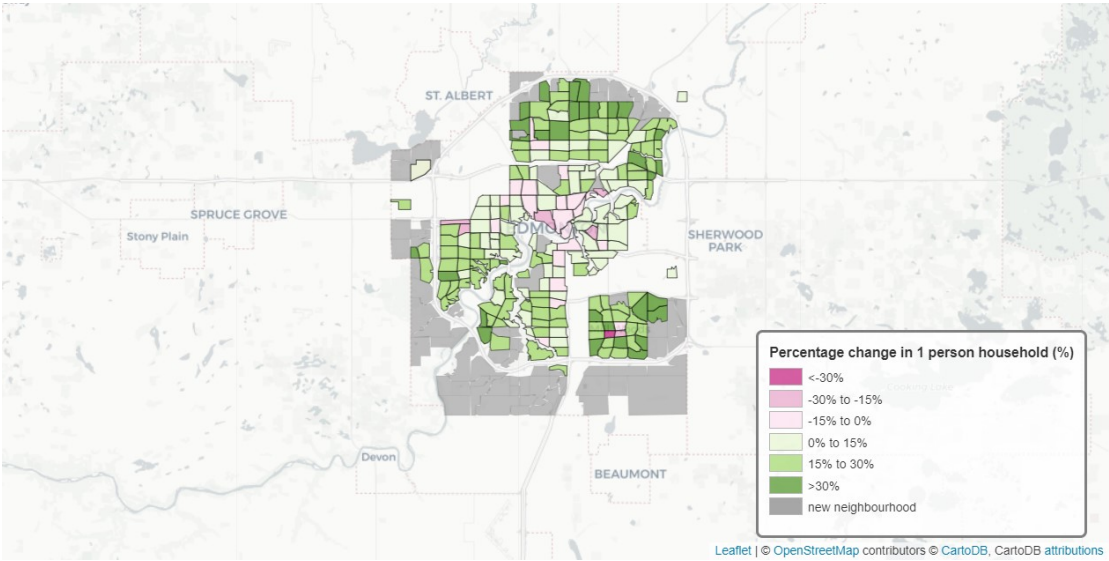 ST. ALBERT
SPRUCE GROVE
Stony Plain
SHERWOOD
PARK
Devon
BEAUMONT
Percentage change in 1 person household (%)
<-30%
-30% to -15%
-15% to 0%
0% to 15%
15% to 30%
>30%
new neighbourhood
Leaflet | © OpenStreetMap contributors © CartoDB, CartoDB attributions